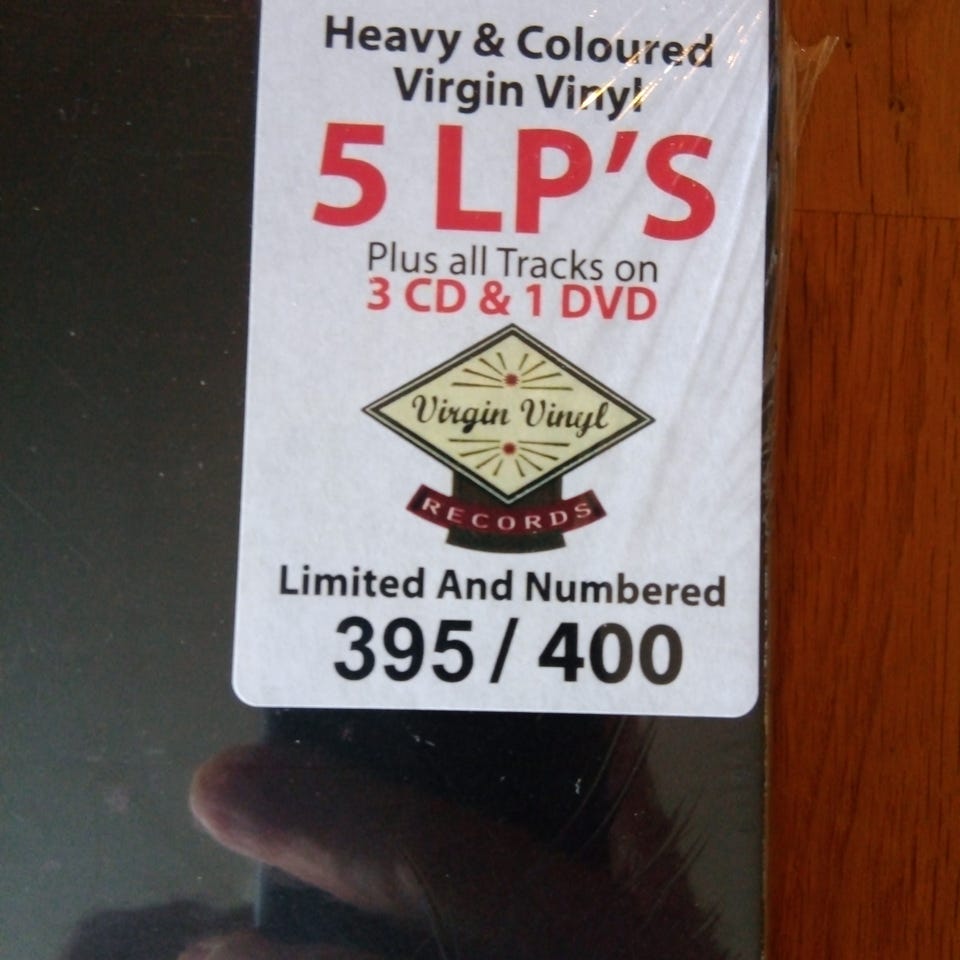 Heavy & Coloured
Virgin Vinyl
5 LP'S
Plus all Tracks on
3 CD & 1 DVD
Virgin Vinyl
RECORDS
Limited And Numbered
395 / 400